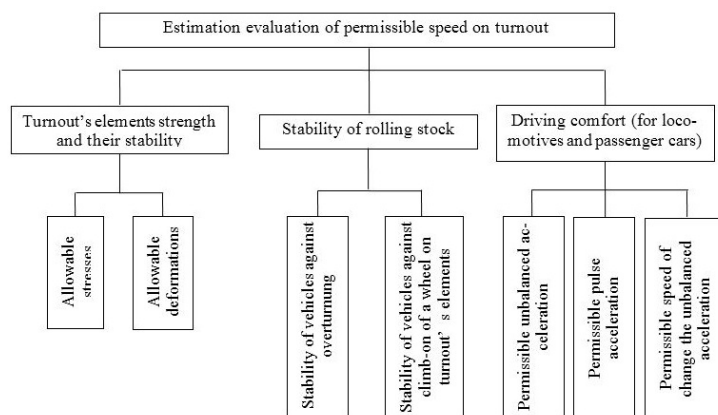 Estimation evaluation of permissible speed on turnout
Turnout's elements strength
and their stability
Stability of rolling stock
Driving comfort (for loco-
motives and passenger cars)
Allowable
stresses
Allowable
deformations
Stability of vehicles against
overturnung
Stability of vehicles against
climb-on of a wheel on
turnout's elements
Permissible unbalanced ac-
celeration
Permissible pulse
acceleration
Permissible speed of
change the unbalanced
acceleration